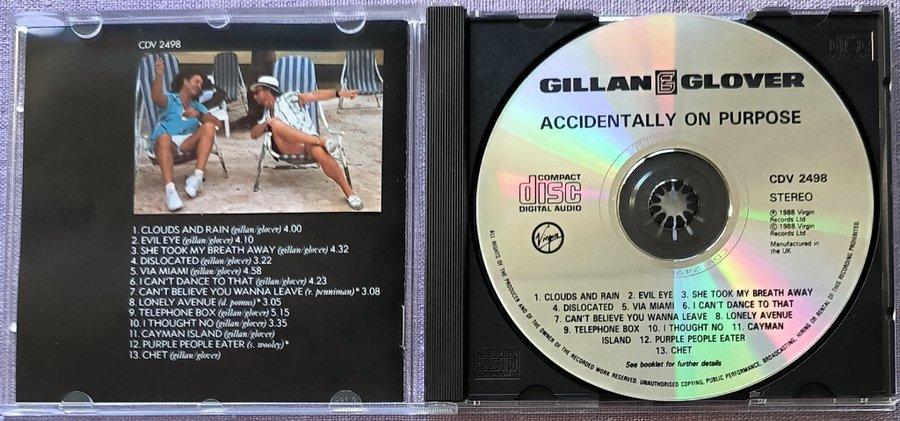 CDV 2498
1. CLOUDS AND RAIN (gillan/glover) 4.00
2. EVIL EYE (gillan/glover) 4.10
3. SHE TOOK MY BREATH AWAY (gillan/glover) 4.32
4. DISLOCATED (gillan/glover) 3.22
5. VIA MIAMI (gillan/glover) 4.58
6. I CAN'T DANCE TO THAT (gillan/glover) 4.23
7. CAN'T BELIEVE YOU WANNA LEAVE (r. penniman)* 3.08
8. LONELY AVENUE (d. pomus)* 3.05
9. TELEPHONE BOX (gillan/glover) 5.15
10. I THOUGHT NO (gillan/glover) 3.35
11. CAYMAN ISLAND (gillan/glover)
12. PURPLE PEOPLE EATER (s. wooley)*
13. CHET (gillan/glover)
GILLAN GLOVER
ACCIDENTALLY ON PURPOSE
COMPACT
disc
DIGITAL AUDIO
CDV 2498
STEREO
Virgin
℗ 1988 Virgin
Records Ltd
© 1988 Virgin
Records Ltd
Manufactured in
the UK
1. CLOUDS AND RAIN 2. EVIL EYE 3. SHE TOOK MY BREATH AWAY
4. DISLOCATED 5. VIA MIAMI 6. I CAN'T DANCE TO THAT
7. CAN'T BELIEVE YOU WANNA LEAVE 8. LONELY AVENUE
9. TELEPHONE BOX 10. I THOUGHT NO 11. CAYMAN
ISLAND 12. PURPLE PEOPLE EATER
13. CHET
See booklet for further details
ALL RIGHTS OF THE PRODUCER AND OF THE OWNER OF THE RECORDED WORK RESERVED. UNAUTHORISED COPYING, PUBLIC PERFORMANCE, BROADCASTING, HIRING OR RENTAL OF THIS RECORDING PROHIBITED.